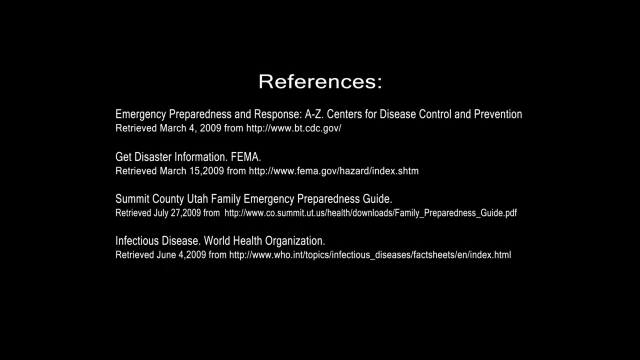 References:
Emergency Preparedness and Response: A-Z. Centers for Disease Control and Prevention
Retrieved March 4, 2009 from http://www.bt.cdc.gov/
Get Disaster Information. FEMA.
Retrieved March 15,2009 from http://www.fema.gov/hazard/index.shtm
Summit County Utah Family Emergency Preparedness Guide.
Retrieved July 27,2009 from http://www.co.summit.ut.us/health/downloads/Family_Preparedness_Guide.pdf
Infectious Disease. World Health Organization.
Retrieved June 4,2009 from http://www.who.int/topics/infectious_diseases/factsheets/en/index.html